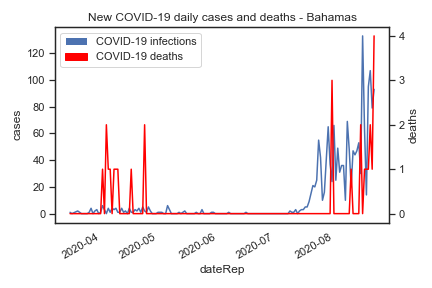 New COVID-19 daily cases and deaths - Bahamas
COVID-19 infections
COVID-19 deaths
120
100
80
60
40
20
0
cases
4
3
2
1
0
deaths
2020-04
2020-05
2020-06
2020-07
2020-08
dateRep